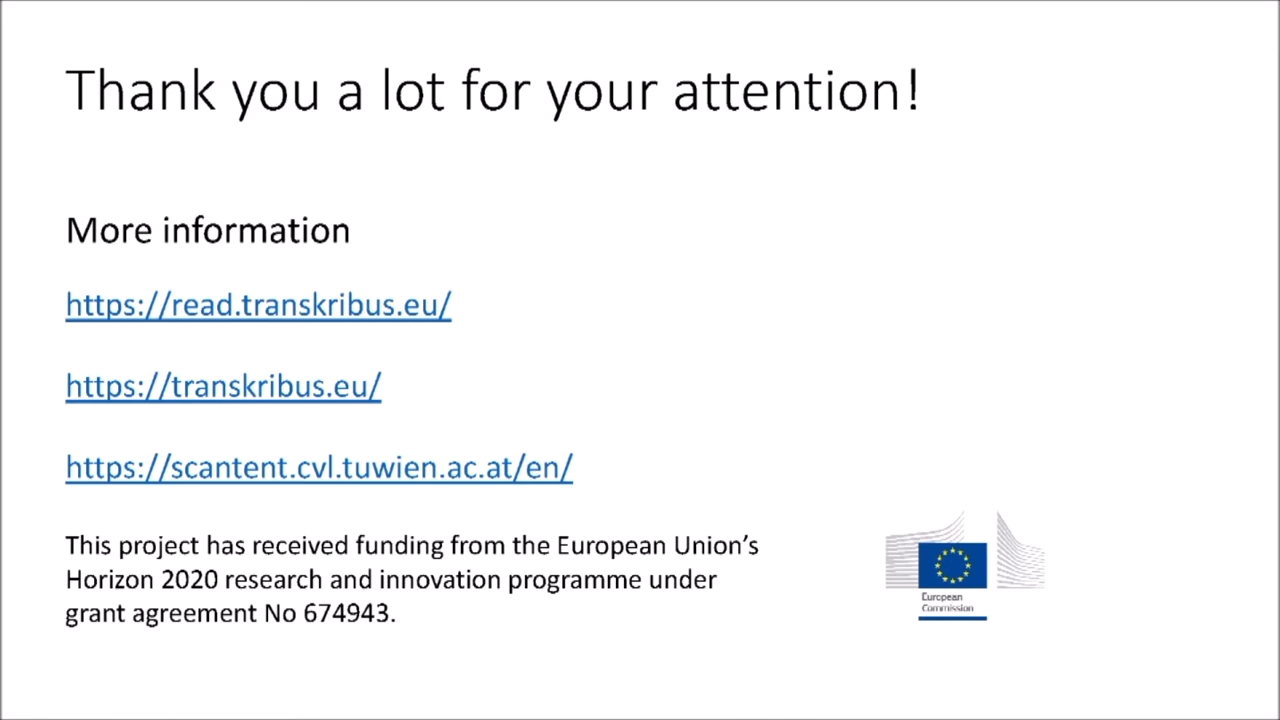 Thank you a lot for your attention!
More information
https://read.transkribus.eu/
https://transkribus.eu/
https://scantent.cvl.tuwien.ac.at/en/
This project has received funding from the European Union’s
Horizon 2020 research and innovation programme under
grant agreement No 674943.
European
Commission